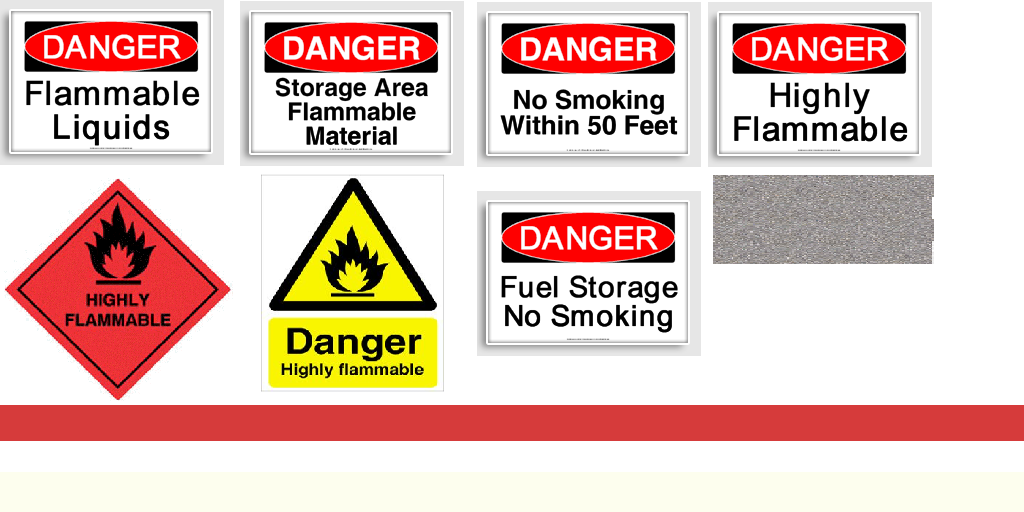 DANGER
Flammable
Liquids
DANGER
Storage Area
Flammable
Material
DANGER
No Smoking
Within 50 Feet
DANGER
Highly
Flammable
HIGHLY
FLAMMABLE
Danger
Highly flammable
DANGER
Fuel Storage
No Smoking